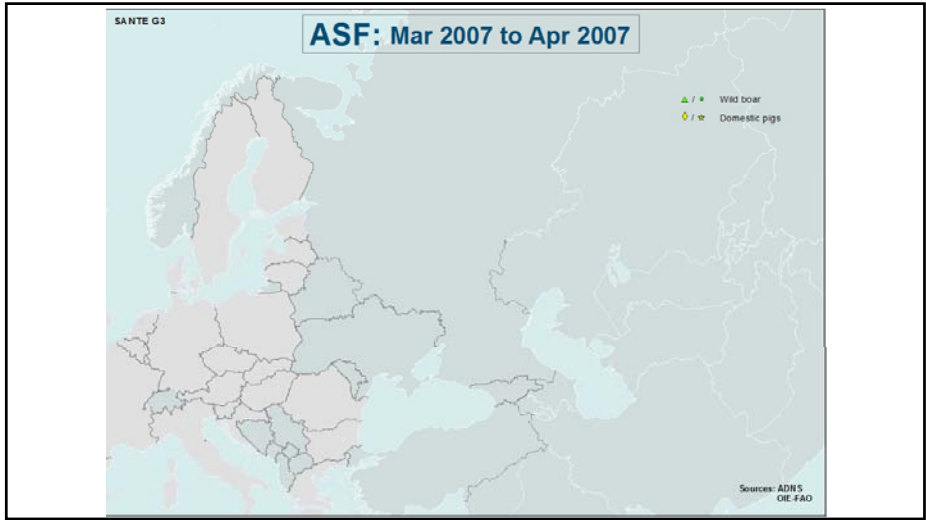 SANTE G3
ASF: Mar 2007 to Apr 2007
/ Wild boar
/ Domestic pigs
Sources: ADNS
OIE-FAO